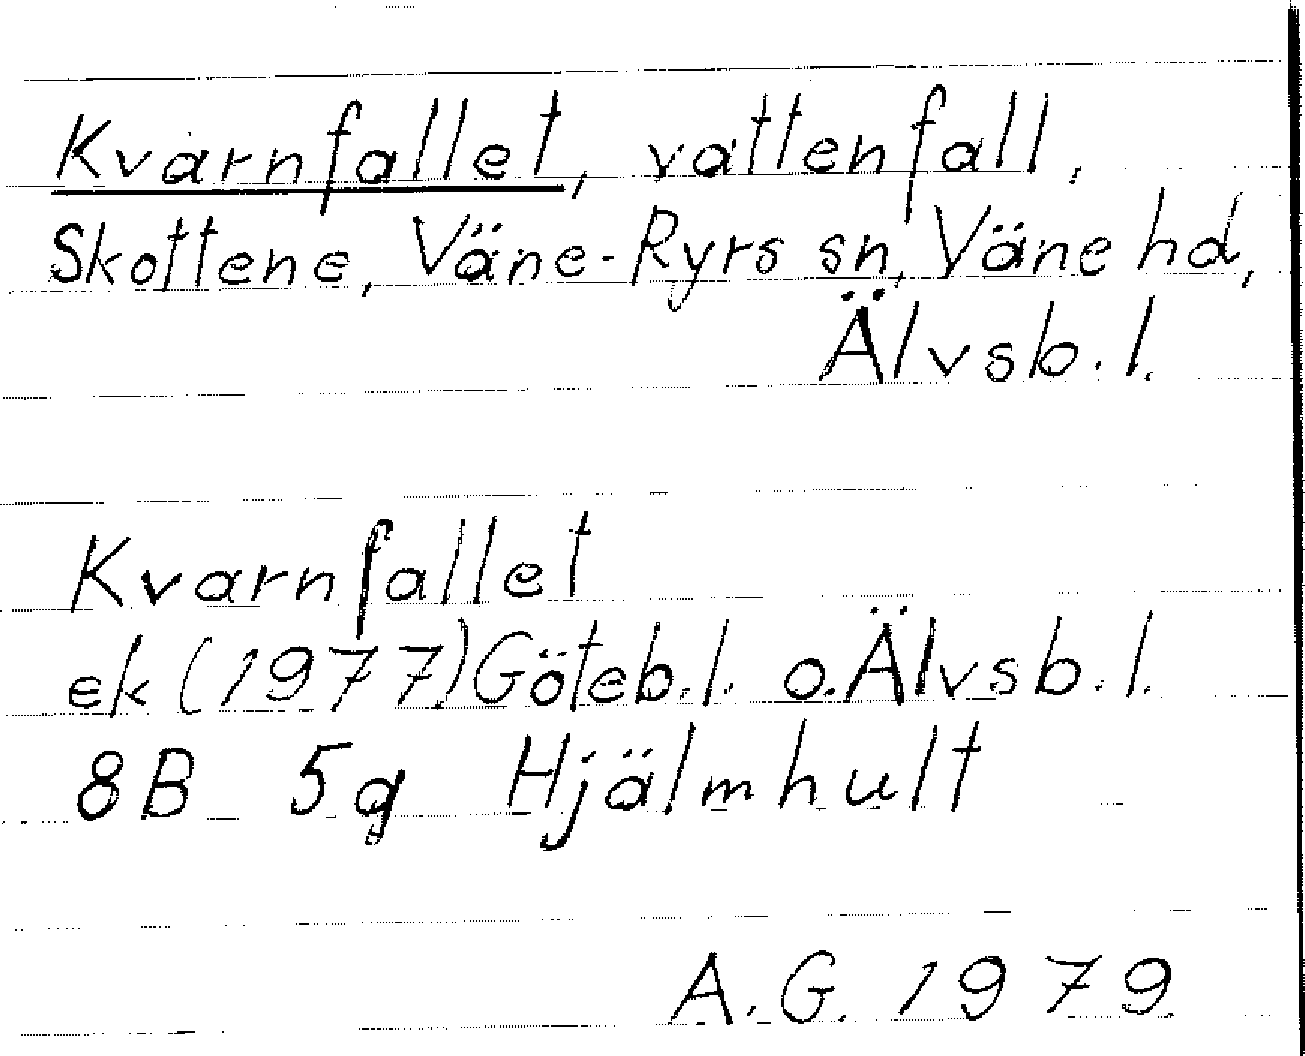 Kvarnfallet, vattenfall,
Skottene, Väne-Ryrs sn, Väne hd,
Älvsb. l.
Kvarnfallet
ek (1977) Göteb. l. o. Älvsb. l.
8B 5g Hjälmhult
A. G. 1979